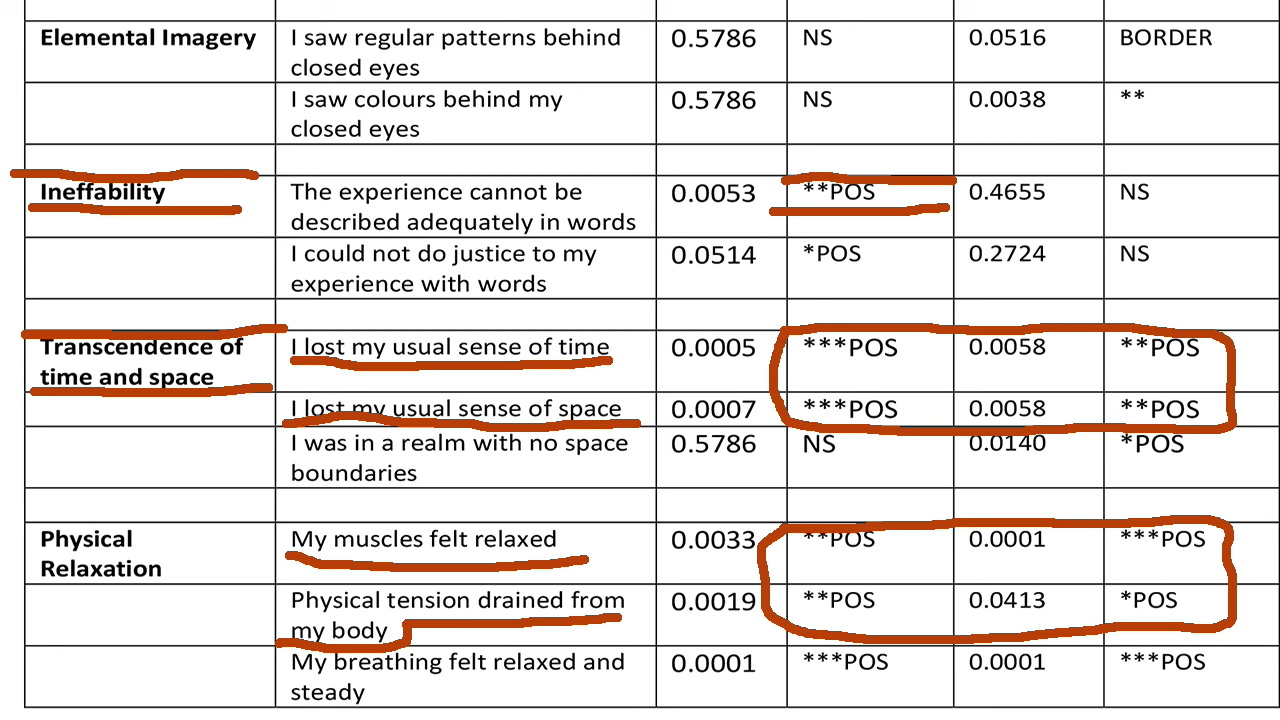 Elemental Imagery I saw regular patterns behind 0.5786 NS 0.0516 BORDER
closed eyes
I saw colours behind my 0.5786 NS 0.0038 **
closed eyes
Ineffability The experience cannot be 0.0053 **POS 0.4655 NS
described adequately in words
I could not do justice to my 0.0514 *POS 0.2724 NS
experience with words
Transcendence of I lost my usual sense of time 0.0005 ***POS 0.0058 **POS
time and space
I lost my usual sense of space 0.0007 ***POS 0.0058 **POS
I was in a realm with no space 0.5786 NS 0.0140 *POS
boundaries
Physical My muscles felt relaxed 0.0033 **POS 0.0001 ***POS
Relaxation
Physical tension drained from 0.0019 **POS 0.0413 *POS
my body
My breathing felt relaxed and 0.0001 ***POS 0.0001 ***POS
steady